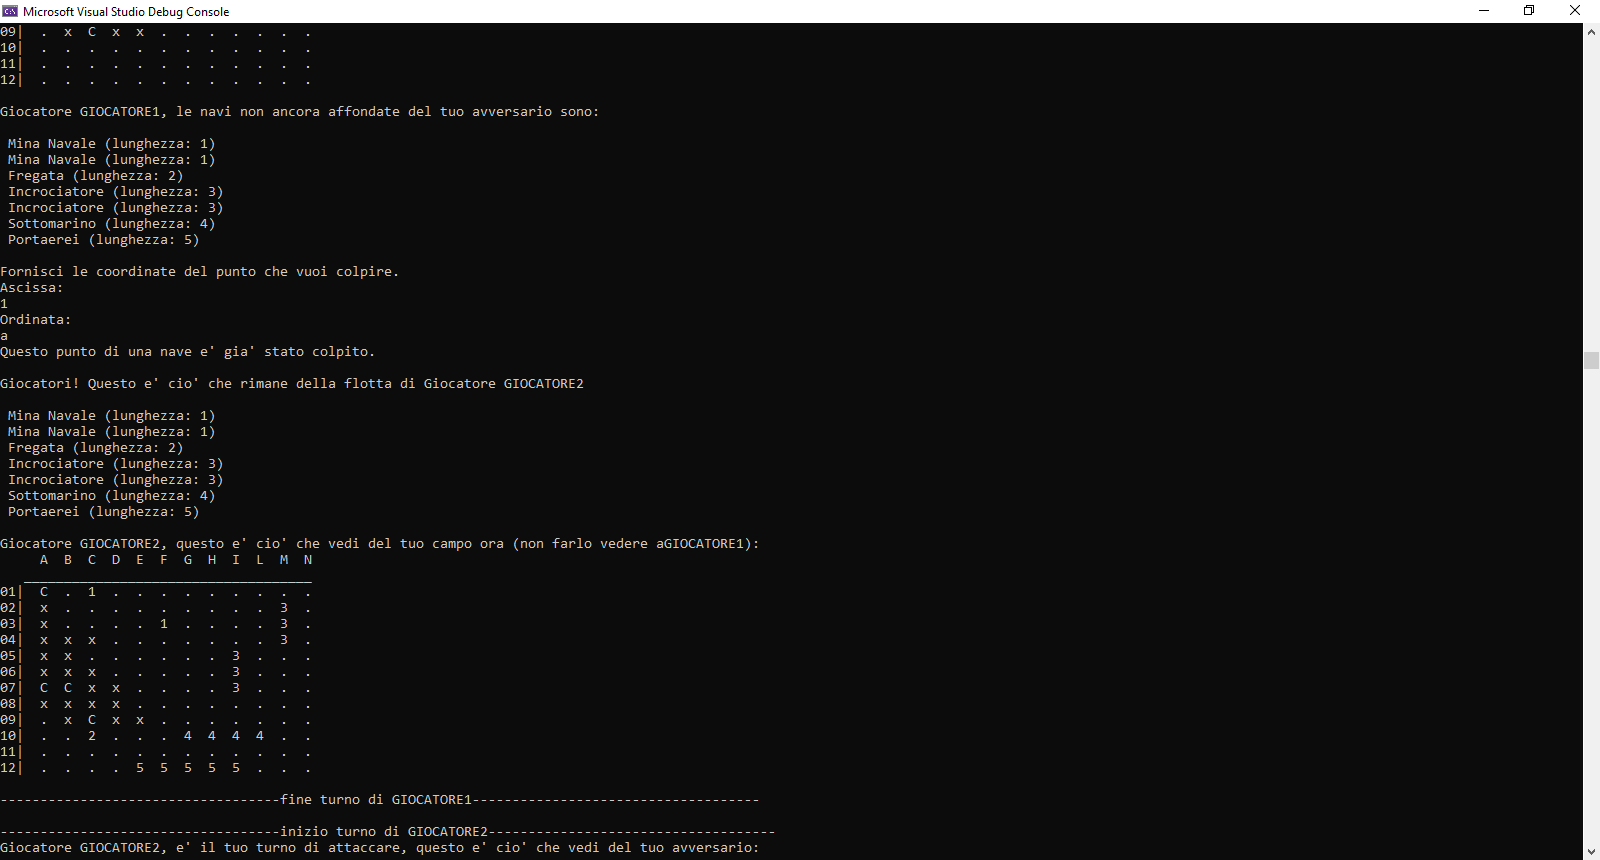 Microsoft Visual Studio Debug Console
09|  .  x  C  x  x  .  .  .  .  .  .  .
10|  .  .  .  .  .  .  .  .  .  .  .  .
11|  .  .  .  .  .  .  .  .  .  .  .  .
12|  .  .  .  .  .  .  .  .  .  .  .  .
Giocatore GIOCATORE1, le navi non ancora affondate del tuo avversario sono:
Mina Navale (lunghezza: 1)
Mina Navale (lunghezza: 1)
Fregata (lunghezza: 2)
Incrociatore (lunghezza: 3)
Incrociatore (lunghezza: 3)
Sottomarino (lunghezza: 4)
Portaerei (lunghezza: 5)
Fornisci le coordinate del punto che vuoi colpire.
Ascissa:
1
Ordinata:
a
Questo punto di una nave e' gia' stato colpito.
Giocatori! Questo e' cio' che rimane della flotta di Giocatore GIOCATORE2
Mina Navale (lunghezza: 1)
Mina Navale (lunghezza: 1)
Fregata (lunghezza: 2)
Incrociatore (lunghezza: 3)
Incrociatore (lunghezza: 3)
Sottomarino (lunghezza: 4)
Portaerei (lunghezza: 5)
Giocatore GIOCATORE2, questo e' cio' che vedi del tuo campo ora (non farlo vedere aGIOCATORE1):
A  B  C  D  E  F  G  H  I  L  M  N
____________________________________
01|  C  .  1  .  .  .  .  .  .  .  .  .
02|  x  .  .  .  .  .  .  .  .  .  3  .
03|  x  .  .  .  .  1  .  .  .  .  3  .
04|  x  x  x  .  .  .  .  .  .  .  3  .
05|  x  x  .  .  .  .  .  .  3  .  .  .
06|  x  x  x  .  .  .  .  .  3  .  .  .
07|  C  C  x  x  .  .  .  .  3  .  .  .
08|  x  x  x  x  .  .  .  .  .  .  .  .
09|  .  x  C  x  x  .  .  .  .  .  .  .
10|  .  .  2  .  .  .  4  4  4  4  .  .
11|  .  .  .  .  .  .  .  .  .  .  .  .
12|  .  .  .  .  5  5  5  5  5  .  .  .
-----------------------------------fine turno di GIOCATORE1------------------------------------
-----------------------------------inizio turno di GIOCATORE2------------------------------------
Giocatore GIOCATORE2, e' il tuo turno di attaccare, questo e' cio' che vedi del tuo avversario: